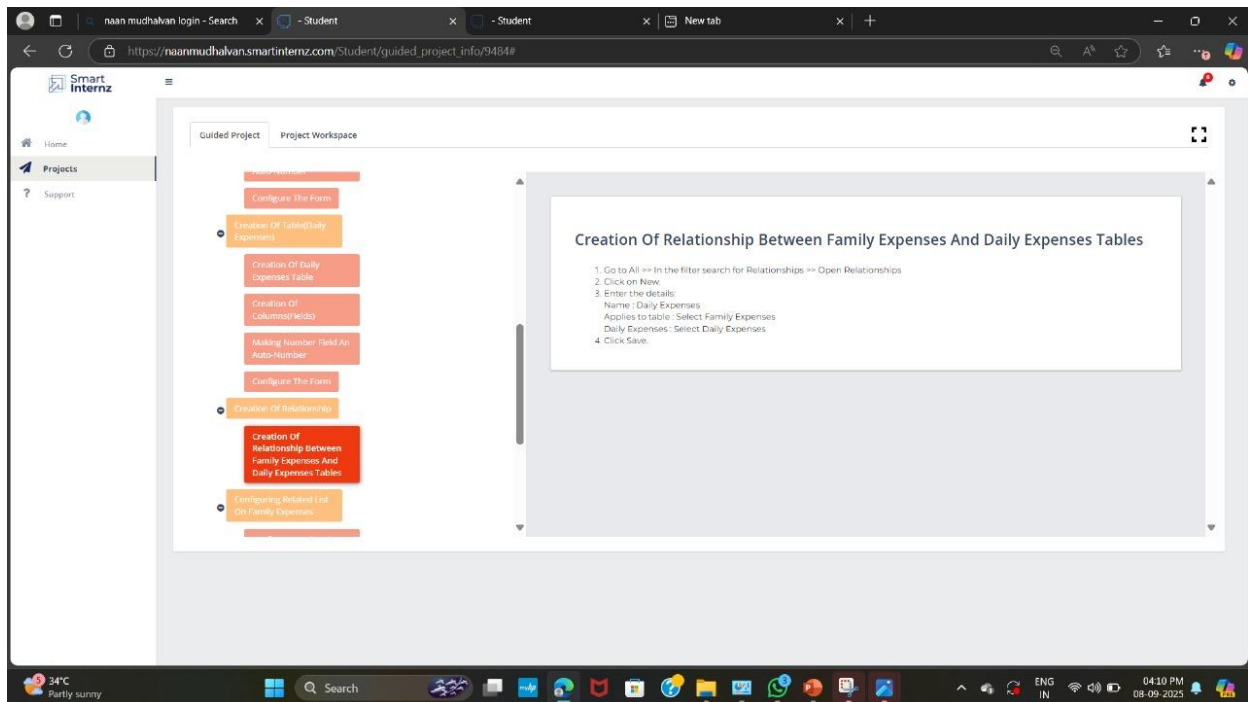 naan mudhalvan login - Search
- Student
- Student
New tab
https://naanmudhalvan.smartinternz.com/Student/guided_project_info/9484#
Smart
Internz
Home
Projects
Support
Guided Project
Project Workspace
Auto-Number
Configure The Form
Creation Of Table(Daily
Expenses)
Creation Of Daily
Expenses Table
Creation Of
Columns(Fields)
Making Number Field An
Auto-Number
Configure The Form
Creation Of Relationship
Creation Of
Relationship Between
Family Expenses And
Daily Expenses Tables
Configuring Related List
On Family Expenses
Creation Of Relationship Between Family Expenses And Daily Expenses Tables
1. Go to All >> In the filter search for Relationships >> Open Relationships
2. Click on New.
3. Enter the details:
Name : Daily Expenses
Applies to table : Select Family Expenses
Daily Expenses : Select Daily Expenses
4. Click Save.
5
34°C
Partly sunny
Search
ENG
IN
04:10 PM
08-09-2025